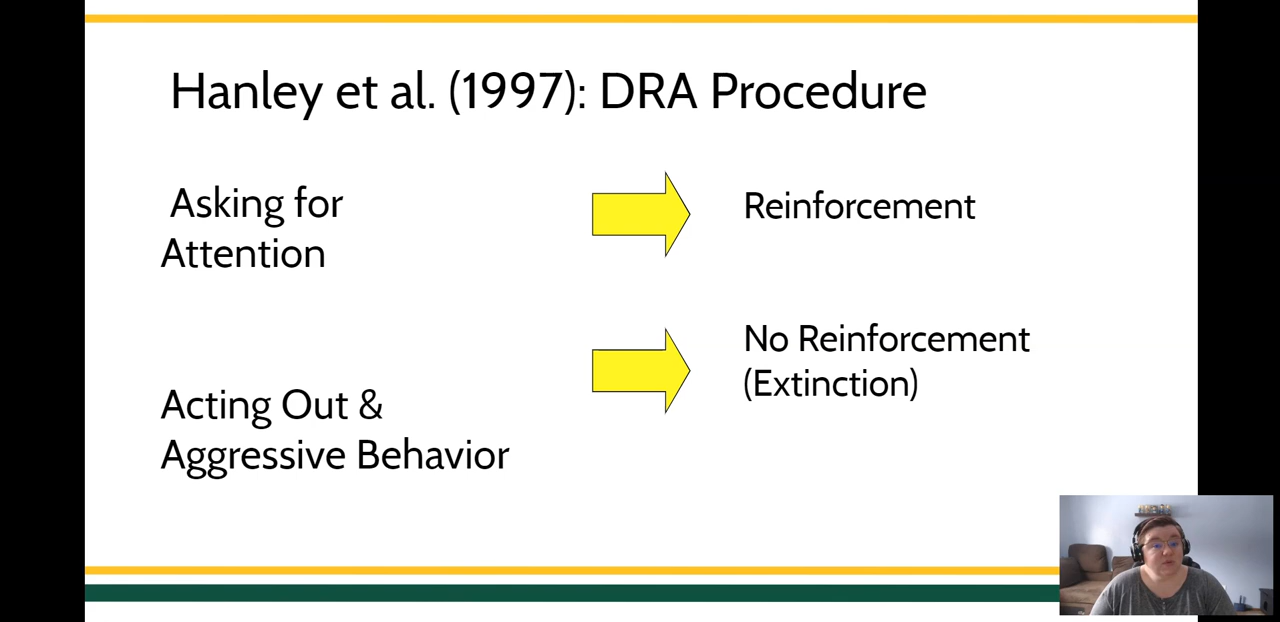 Hanley et al. (1997): DRA Procedure
Asking for
Attention
Reinforcement
No Reinforcement
(Extinction)
Acting Out &
Aggressive Behavior